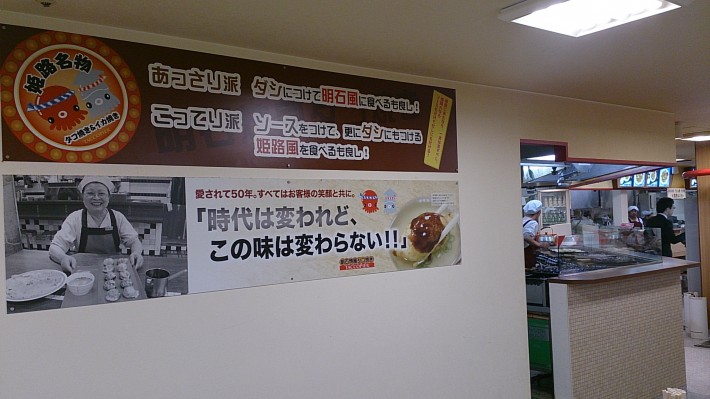 姫路名物
タコ焼き&イカ焼き
あっさり派 ダシにつけて明石風に食べるも良し!
こってり派 ソースをつけて、更にダシにもつける
姫路風を食べるも良し!
愛されて50年。すべてはお客様の笑顔と共に。
「時代は変われど、
この味は変わらない!!」